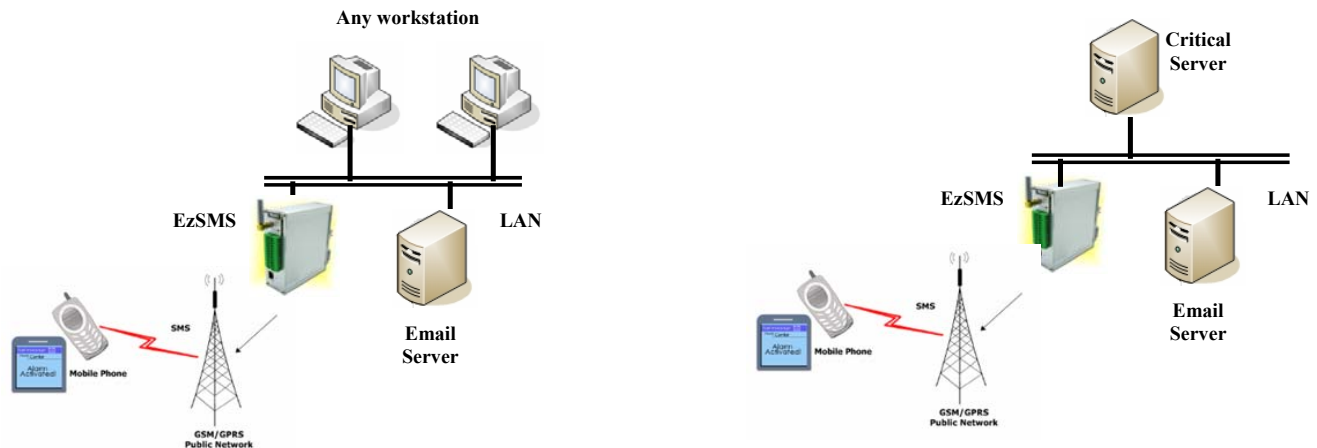 Any workstation
EzSMS
LAN
Email
Server
SMS
Mobile Phone
Alarm
Activated!
GSM/GPRS
Public Network
Critical
Server
EzSMS
LAN
Email
Server
SMS
Mobile Phone
Alarm
Activated!
GSM/GPRS
Public Network